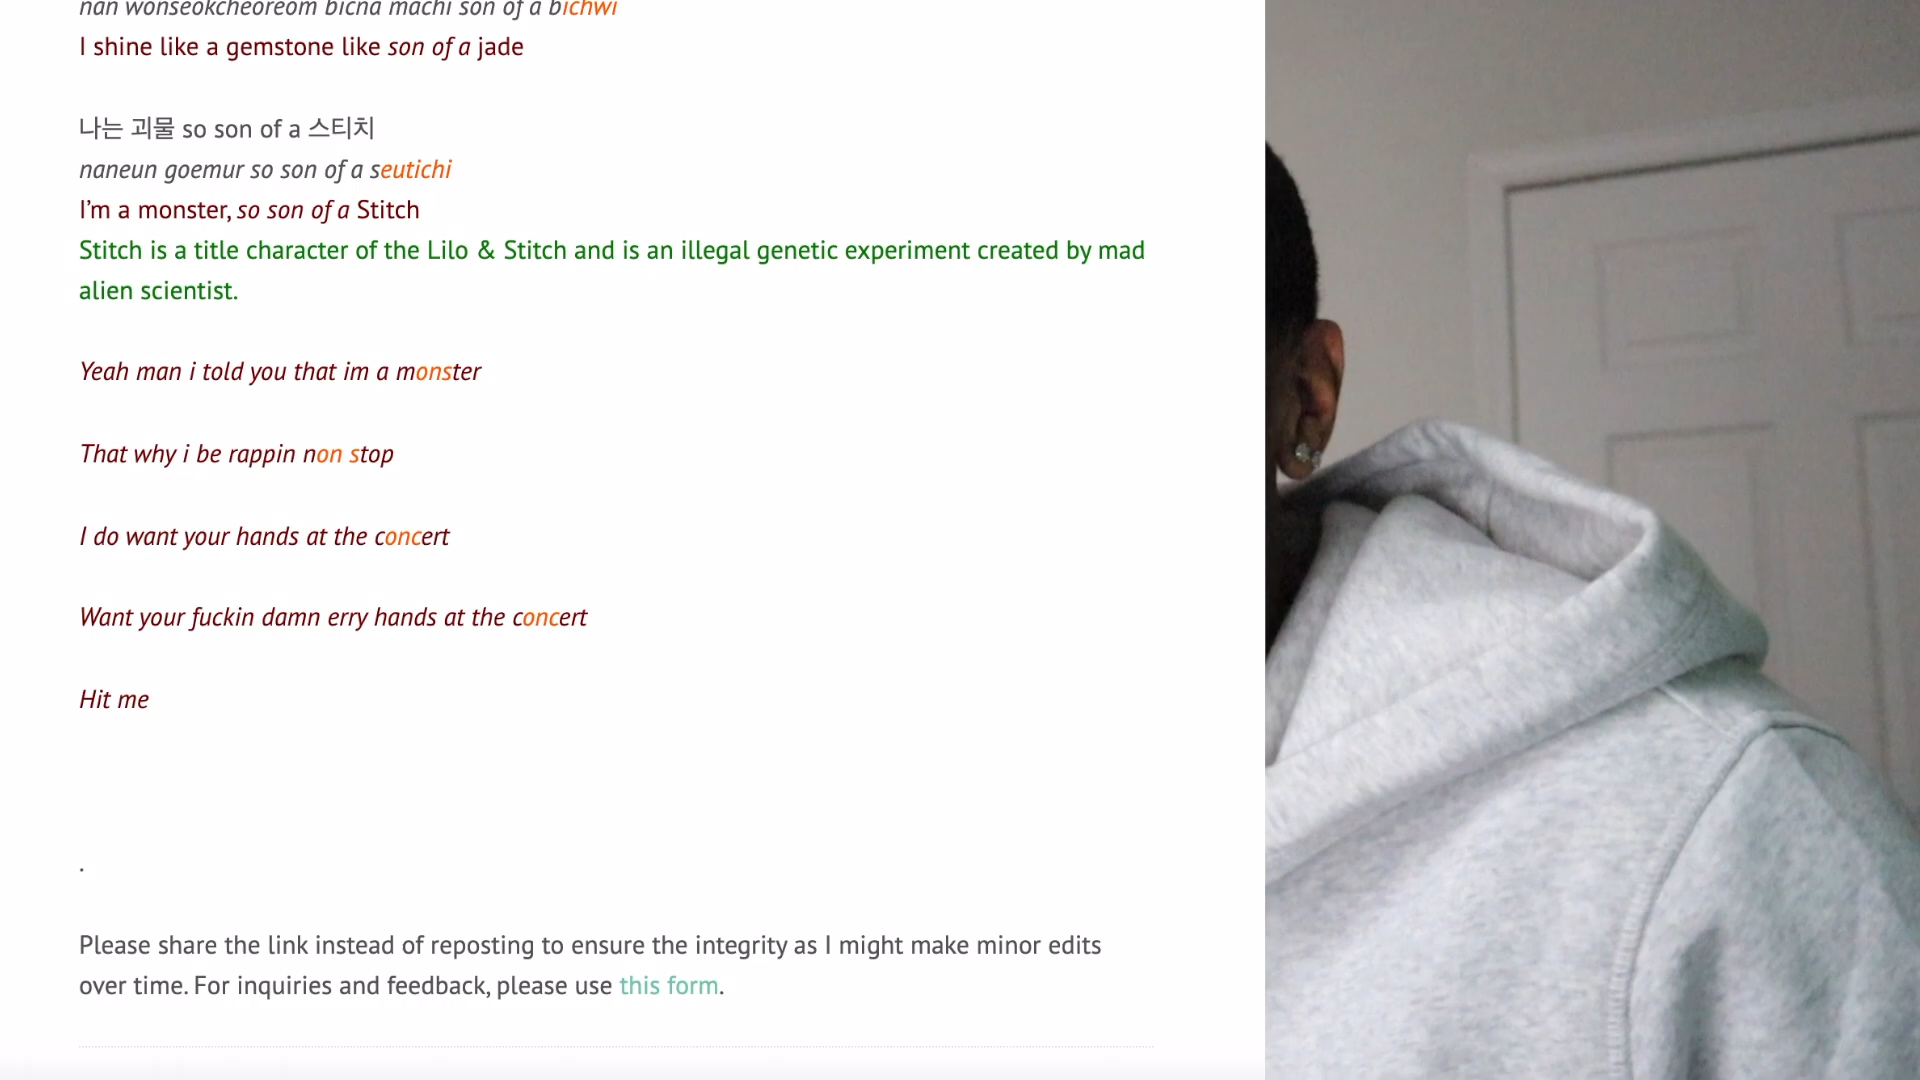 nan wonseokcheoreom bicna machi son of a bichwi
I shine like a gemstone like son of a jade
나는 괴물 so son of a 스티치
naneun goemur so son of a seutichi
I'm a monster, so son of a Stitch
Stitch is a title character of the Lilo & Stitch and is an illegal genetic experiment created by mad
alien scientist.
Yeah man i told you that im a monster
That why i be rappin non stop
I do want your hands at the concert
Want your fuckin damn erry hands at the concert
Hit me
.
Please share the link instead of reposting to ensure the integrity as I might make minor edits
over time. For inquiries and feedback, please use this form.